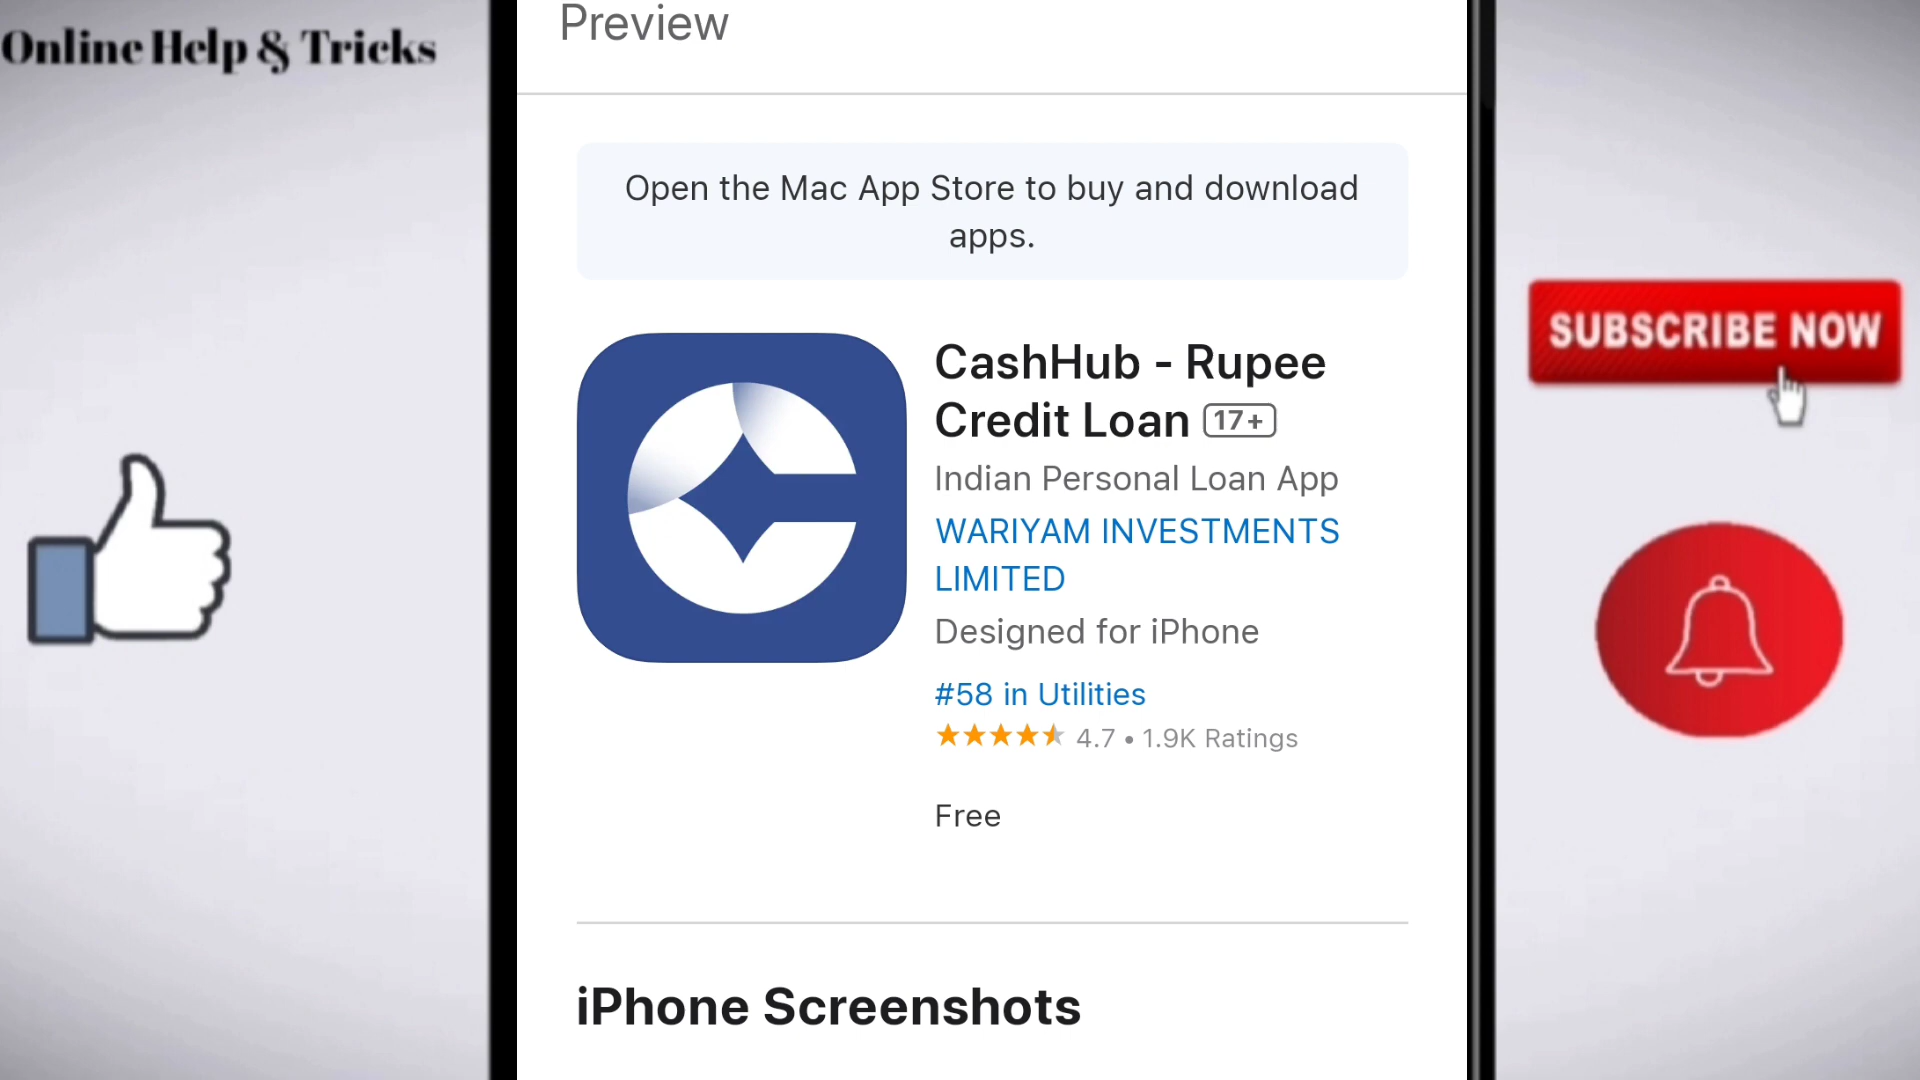 Online Help & Tricks
Preview
Open the Mac App Store to buy and download
apps.
CashHub - Rupee
Credit Loan 17+
Indian Personal Loan App
WARIYAM INVESTMENTS
LIMITED
Designed for iPhone
#58 in Utilities
4.7 • 1.9K Ratings
Free
iPhone Screenshots
SUBSCRIBE NOW